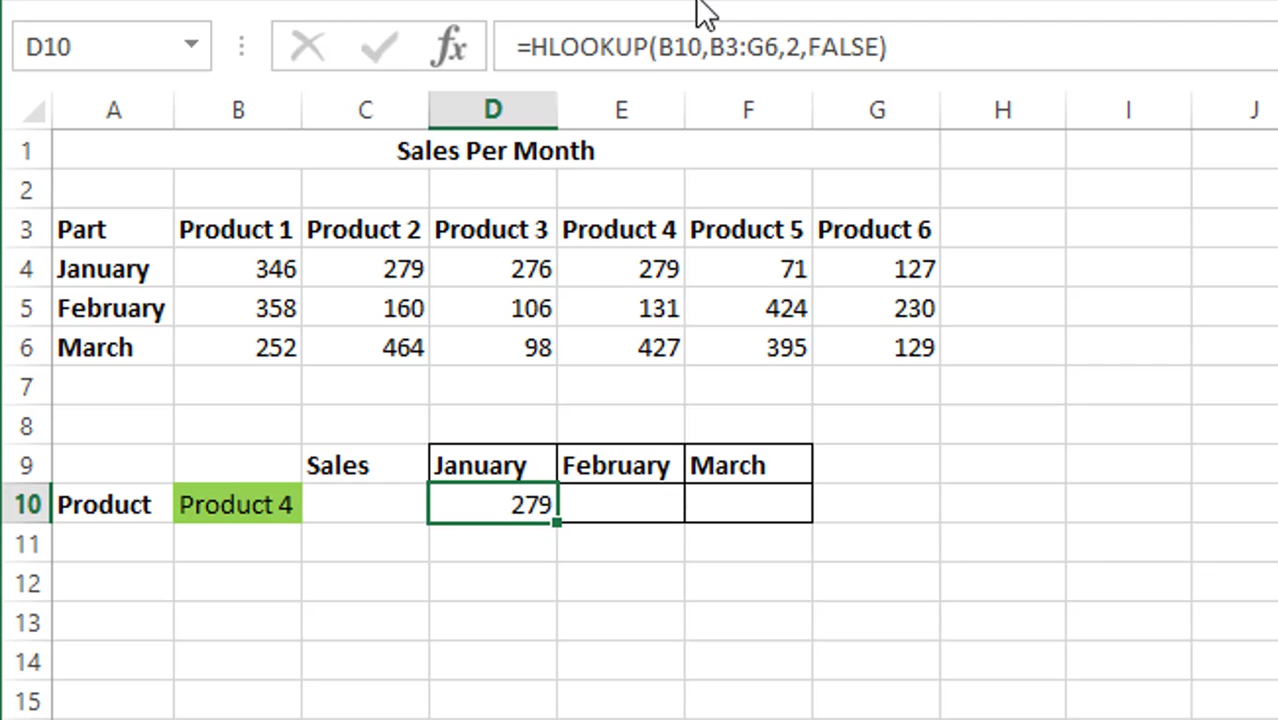 D10 fx =HLOOKUP(B10,B3:G6,2,FALSE)
A B C D E F G H I J
1 Sales Per Month
2
3 Part Product 1 Product 2 Product 3 Product 4 Product 5 Product 6
4 January 346 279 276 279 71 127
5 February 358 160 106 131 424 230
6 March 252 464 98 427 395 129
7
8
9 Sales January February March
10 Product Product 4 279
11
12
13
14
15